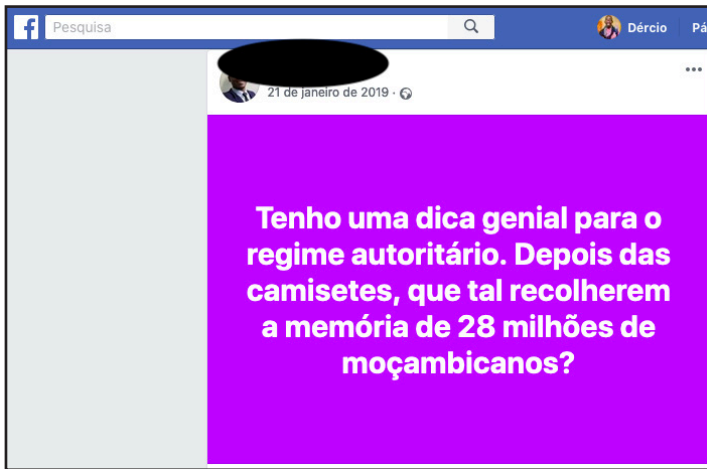 f Pesquisa Dércio Pá
21 de janeiro de 2019 ·
Tenho uma dica genial para o
regime autoritário. Depois das
camisetes, que tal recolherem
a memória de 28 milhões de
moçambicanos?